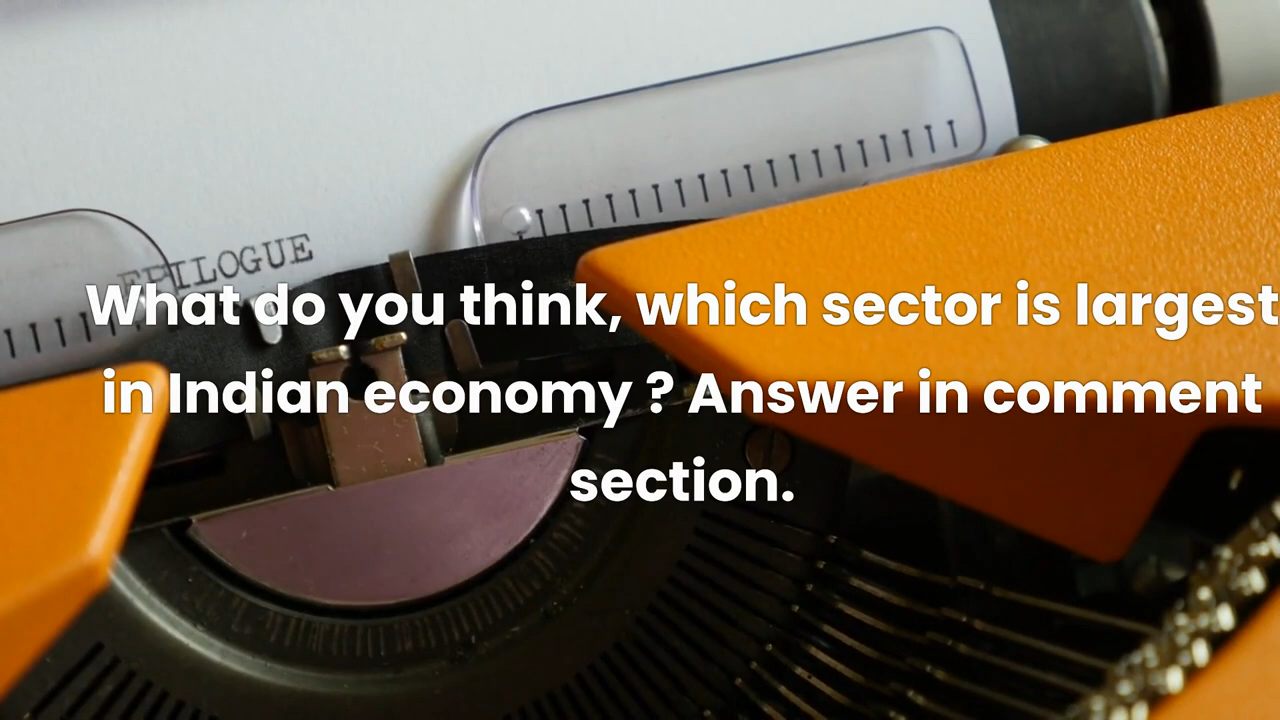 EPILOGUE
What do you think, which sector is largest
in Indian economy ? Answer in comment
section.